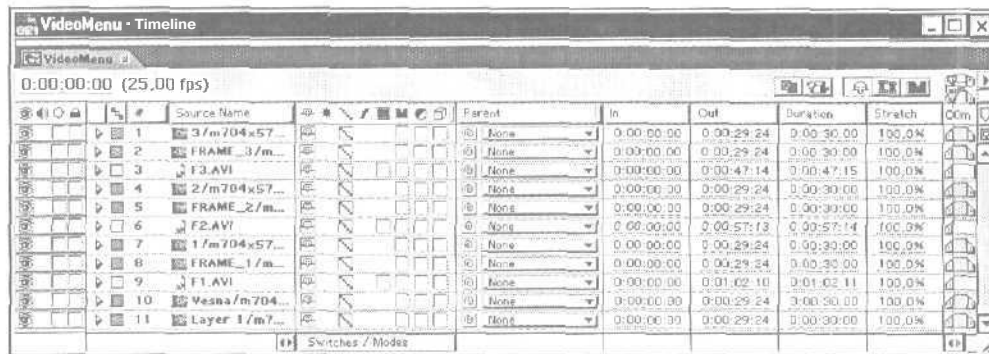 VideoMenu · Timeline
VideoMenu
0:00:00:00 (25,00 fps)
# Source Name Parent In Out Duration Stretch
1 3/m704x57... None 0:00:00:00 0:00:29:24 0:00:30:00 100,0%
2 FRAME_3/m... None 0:00:00:00 0:00:29:24 0:00:30:00 100,0%
3 F3.AVI None 0:00:00:00 0:00:47:14 0:00:47:15 100,0%
4 2/m704x57... None 0:00:00:00 0:00:29:24 0:00:30:00 100,0%
5 FRAME_2/m... None 0:00:00:00 0:00:29:24 0:00:30:00 100,0%
6 F2.AVI None 0:00:00:00 0:00:57:13 0:00:57:14 100,0%
7 1/m704x57... None 0:00:00:00 0:00:29:24 0:00:30:00 100,0%
8 FRAME_1/m... None 0:00:00:00 0:00:29:24 0:00:30:00 100,0%
9 F1.AVI None 0:00:00:00 0:01:02:10 0:01:02:11 100,0%
10 Vesna/m704... None 0:00:00:00 0:00:29:24 0:00:30:00 100,0%
11 Layer 1/m7... None 0:00:00:00 0:00:29:24 0:00:30:00 100,0%
Switches / Modes